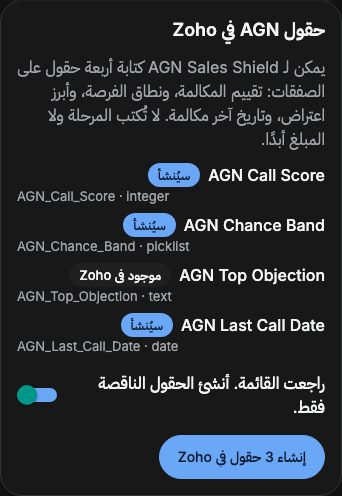 حقول AGN في Zoho
يمكن لـ AGN Sales Shield كتابة أربعة حقول على
الصفقات: تقييم المكالمة، ونطاق الفرصة، وأبرز
اعتراض، وتاريخ آخر مكالمة. لا تُكتب المرحلة ولا
المبلغ أبدًا.
AGN Call Score سيُنشأ
AGN_Call_Score · integer
AGN Chance Band سيُنشأ
AGN_Chance_Band · picklist
AGN Top Objection موجود في Zoho
AGN_Top_Objection · text
AGN Last Call Date سيُنشأ
AGN_Last_Call_Date · date
راجعت القائمة. أنشئ الحقول الناقصة
فقط.
إنشاء 3 حقول في Zoho